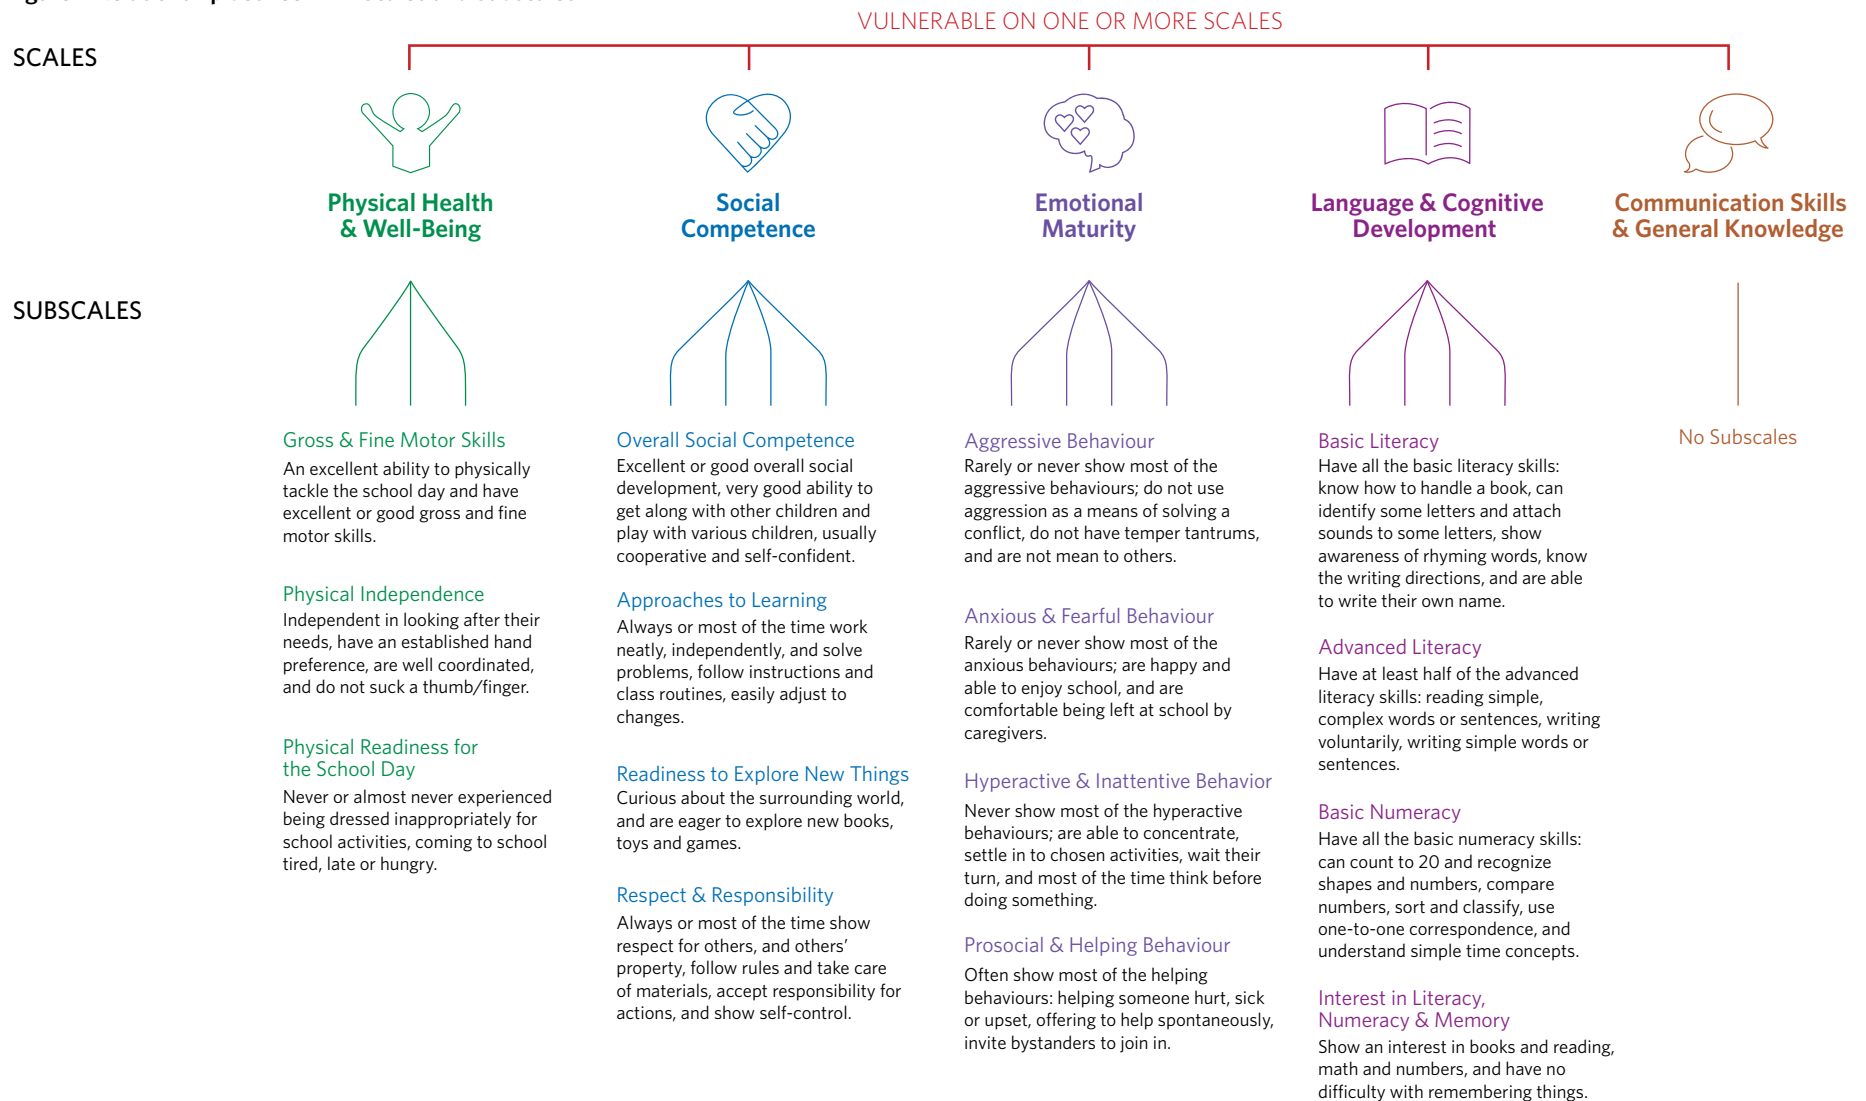 VULNERABLE ON ONE OR MORE SCALES
SCALES
Physical Health
& Well-Being
Social
Competence
Emotional
Maturity
Language & Cognitive
Development
Communication Skills
& General Knowledge
SUBSCALES
Gross & Fine Motor Skills
An excellent ability to physically
tackle the school day and have
excellent or good gross and fine
motor skills.
Physical Independence
Independent in looking after their
needs, have an established hand
preference, are well coordinated,
and do not suck a thumb/finger.
Physical Readiness for
the School Day
Never or almost never experienced
being dressed inappropriately for
school activities, coming to school
tired, late or hungry.
Overall Social Competence
Excellent or good overall social
development, very good ability to
get along with other children and
play with various children, usually
cooperative and self-confident.
Approaches to Learning
Always or most of the time work
neatly, independently, and solve
problems, follow instructions and
class routines, easily adjust to
changes.
Readiness to Explore New Things
Curious about the surrounding world,
and are eager to explore new books,
toys and games.
Respect & Responsibility
Always or most of the time show
respect for others, and others'
property, follow rules and take care
of materials, accept responsibility for
actions, and show self-control.
Aggressive Behaviour
Rarely or never show most of the
aggressive behaviours; do not use
aggression as a means of solving a
conflict, do not have temper tantrums,
and are not mean to others.
Anxious & Fearful Behaviour
Rarely or never show most of the
anxious behaviours; are happy and
able to enjoy school, and are
comfortable being left at school by
caregivers.
Hyperactive & Inattentive Behavior
Never show most of the hyperactive
behaviours; are able to concentrate,
settle in to chosen activities, wait their
turn, and most of the time think before
doing something.
Prosocial & Helping Behaviour
Often show most of the helping
behaviours: helping someone hurt, sick
or upset, offering to help spontaneously,
invite bystanders to join in.
Basic Literacy
Have all the basic literacy skills:
know how to handle a book, can
identify some letters and attach
sounds to some letters, show
awareness of rhyming words, know
the writing directions, and are able
to write their own name.
Advanced Literacy
Have at least half of the advanced
literacy skills: reading simple,
complex words or sentences, writing
voluntarily, writing simple words or
sentences.
Basic Numeracy
Have all the basic numeracy skills:
can count to 20 and recognize
shapes and numbers, compare
numbers, sort and classify, use
one-to-one correspondence, and
understand simple time concepts.
Interest in Literacy,
Numeracy & Memory
Show an interest in books and reading,
math and numbers, and have no
difficulty with remembering things.
No Subscales